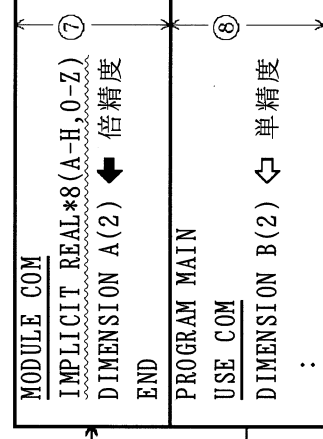 ⑦
MODULE COM
IMPLICIT REAL*8(A-H,O-Z)
DIMENSION A(2) 倍精度
END
⑧
PROGRAM MAIN
USE COM
DIMENSION B(2) 単精度
: